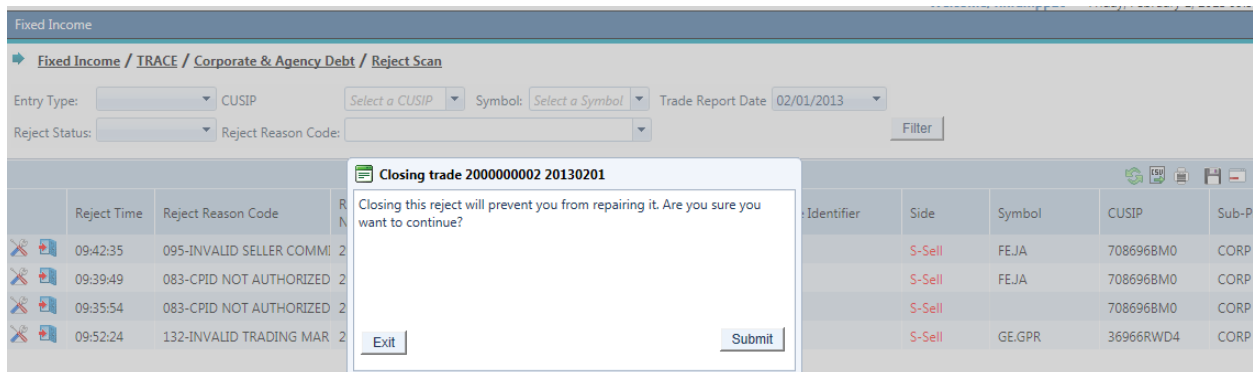 Fixed Income
Fixed Income / TRACE / Corporate & Agency Debt / Reject Scan
Entry Type: CUSIP Select a CUSIP Symbol: Select a Symbol Trade Report Date 02/01/2013
Reject Status: Reject Reason Code: Filter
Closing trade 2000000002 20130201
CSV
Closing this reject will prevent you from repairing it. Are you sure you
want to continue?
Reject Time Reject Reason Code Identifier Side Symbol CUSIP Sub-P
09:42:35 095-INVALID SELLER COMMI 2 S-Sell FEJA 708696BM0 CORP
09:39:49 083-CPID NOT AUTHORIZED 2 S-Sell FEJA 708696BM0 CORP
09:35:54 083-CPID NOT AUTHORIZED 2 S-Sell 708696BM0 CORP
09:52:24 132-INVALID TRADING MAR 2 S-Sell GE.GPR 36966RWD4 CORP
Exit Submit